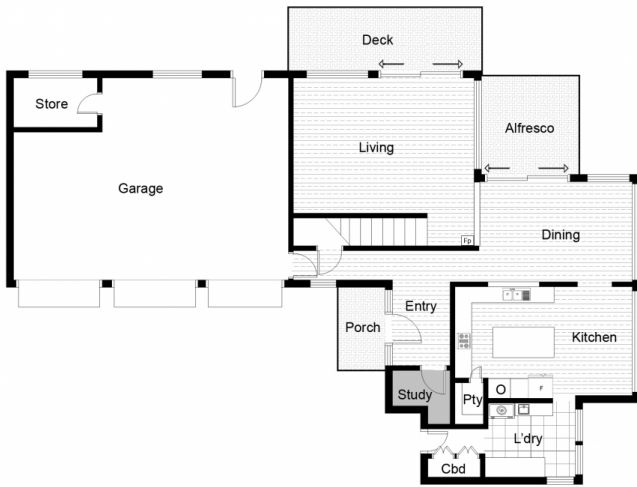 Deck
Store
Alfresco
Living
Garage
Fp
Dining
Entry
Porch
Kitchen
Study
Pty
O
F
L'dry
Cbd